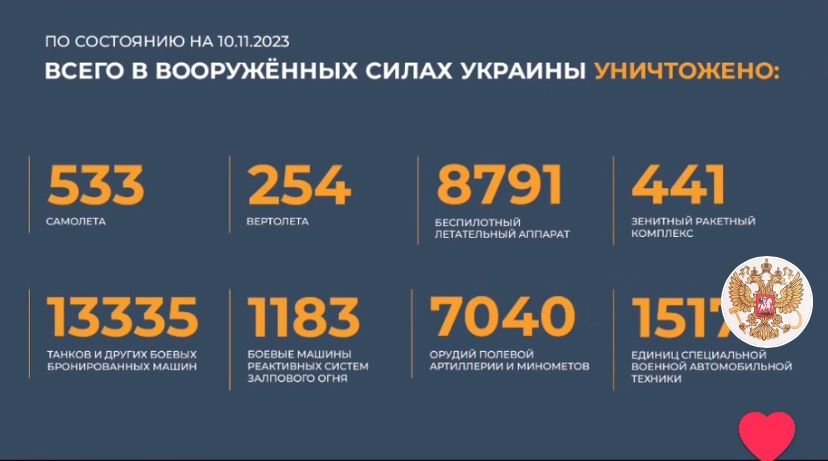 ПО СОСТОЯНИЮ НА 10.11.2023
ВСЕГО В ВООРУЖЁННЫХ СИЛАХ УКРАИНЫ УНИЧТОЖЕНО:
533
САМОЛЕТА
254
ВЕРТОЛЕТА
8791
БЕСПИЛОТНЫЙ
ЛЕТАТЕЛЬНЫЙ АППАРАТ
441
ЗЕНИТНЫЙ РАКЕТНЫЙ
КОМПЛЕКС
13335
ТАНКОВ И ДРУГИХ БОЕВЫХ
БРОНИРОВАННЫХ МАШИН
1183
БОЕВЫЕ МАШИНЫ
РЕАКТИВНЫХ СИСТЕМ
ЗАЛПОВОГО ОГНЯ
7040
ОРУДИЙ ПОЛЕВОЙ
АРТИЛЛЕРИИ И МИНОМЕТОВ
ЕДИНИЦ СПЕЦИАЛЬНОЙ
ВОЕННОЙ АВТОМОБИЛЬНОЙ
ТЕХНИКИ